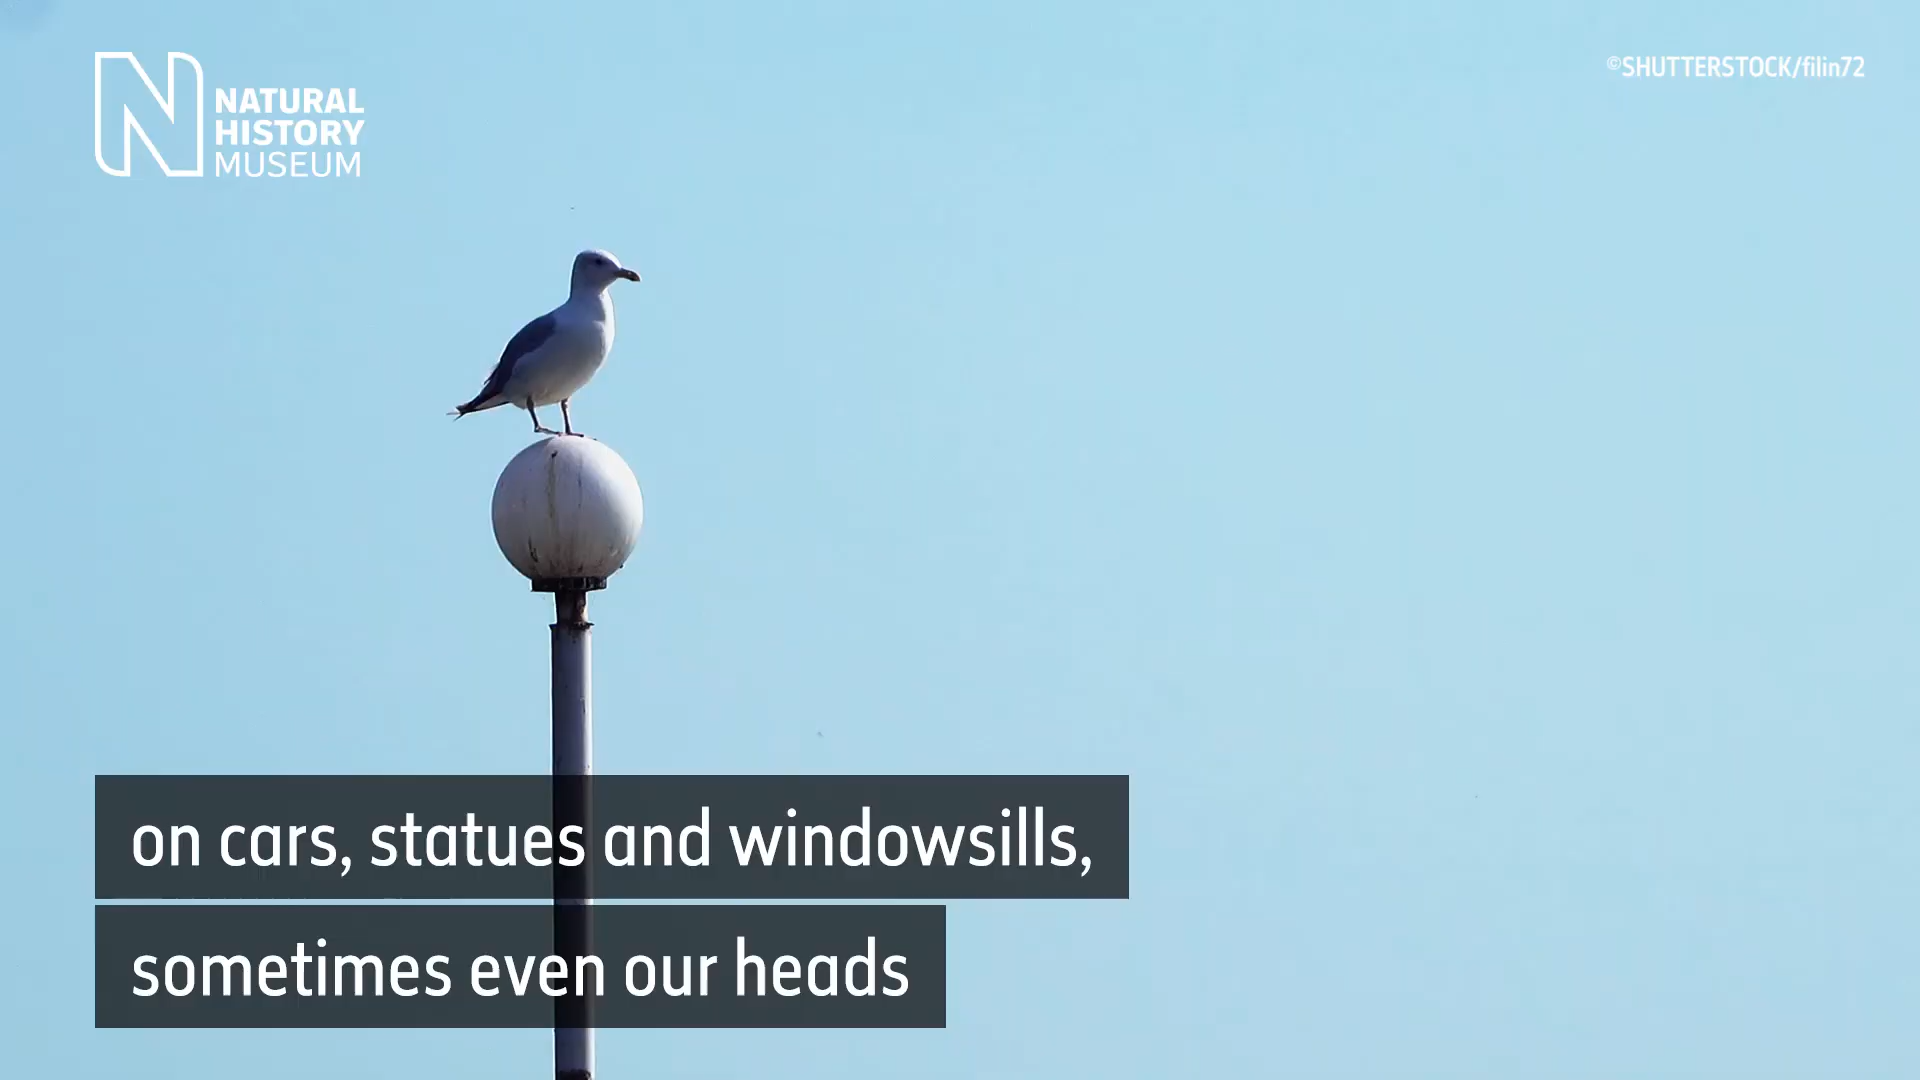 NATURAL
HISTORY
MUSEUM
©SHUTTERSTOCK/filin72
on cars, statues and windowsills,
sometimes even our heads